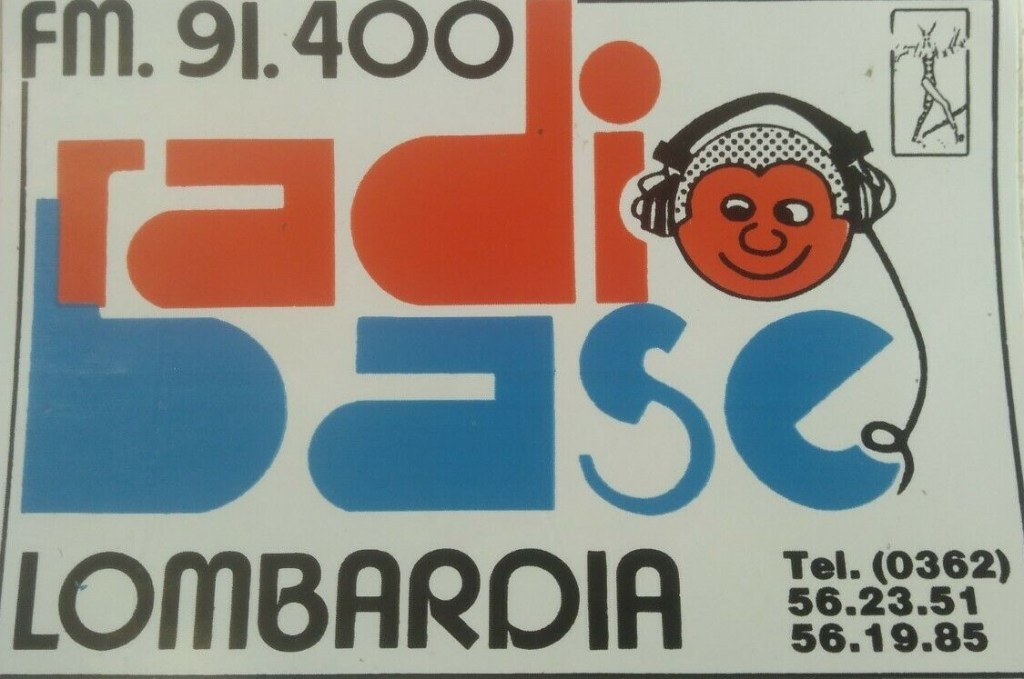 FM. 91.400
radio
base
LOMBARDIA
Tel. (0362)
56.23.51
56.19.85